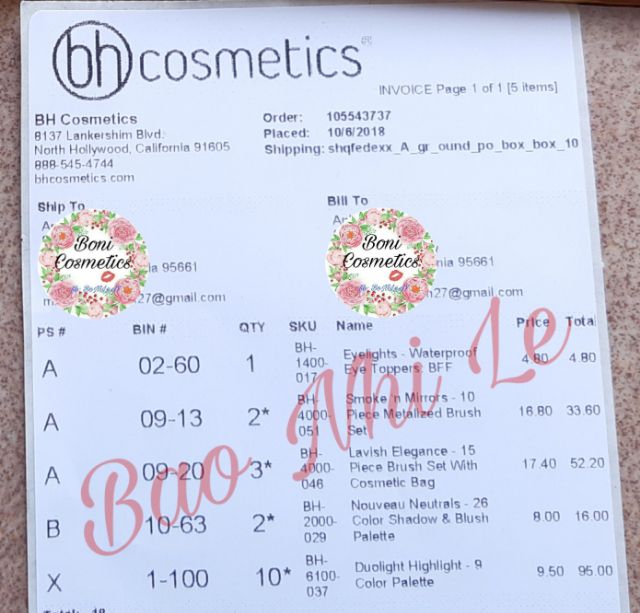 bh cosmetics®
INVOICE Page 1 of 1 [5 items]
BH Cosmetics
8137 Lankershim Blvd.
North Hollywood, California 91605
888-545-4744
bhcosmetics.com
Order: 105543737
Placed: 10/6/2018
Shipping: shqfedexx_A_gr_ound_po_box_box_10
Ship To
Boni
Cosmetics
95661
27@gmail.com
Bill To
Boni
Cosmetics
nia 95661
27@gmail.com
PS # BIN # QTY SKU Name Price Total
A 02-60 1 BH-1400-017 Eyelights - Waterproof 4.80 4.80
Eye Toppers: BFF
A 09-13 2* BH-4000-051 Smoke 'n Mirrors - 10 16.80 33.60
Piece Metalized Brush
Set
A 09-20 3* BH-4000-046 Lavish Elegance - 15 17.40 52.20
Piece Brush Set With
Cosmetic Bag
B 10-63 2* BH-2000-029 Nouveau Neutrals - 26 8.00 16.00
Color Shadow & Blush
Palette
X 1-100 10* BH-6100-037 Duolight Highlight - 9 9.50 95.00
Color Palette
Bao Nhi Le